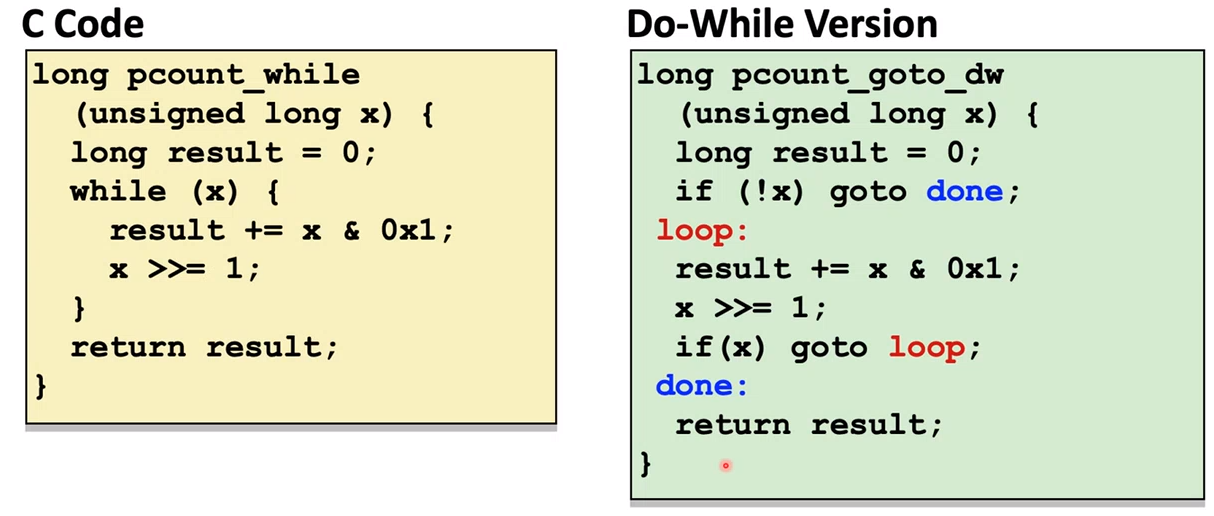 C Code
long pcount_while
(unsigned long x) {
long result = 0;
while (x) {
result += x & 0x1;
x >>= 1;
}
return result;
}
Do-While Version
long pcount_goto_dw
(unsigned long x) {
long result = 0;
if (!x) goto done;
loop:
result += x & 0x1;
x >>= 1;
if(x) goto loop;
done:
return result;
}